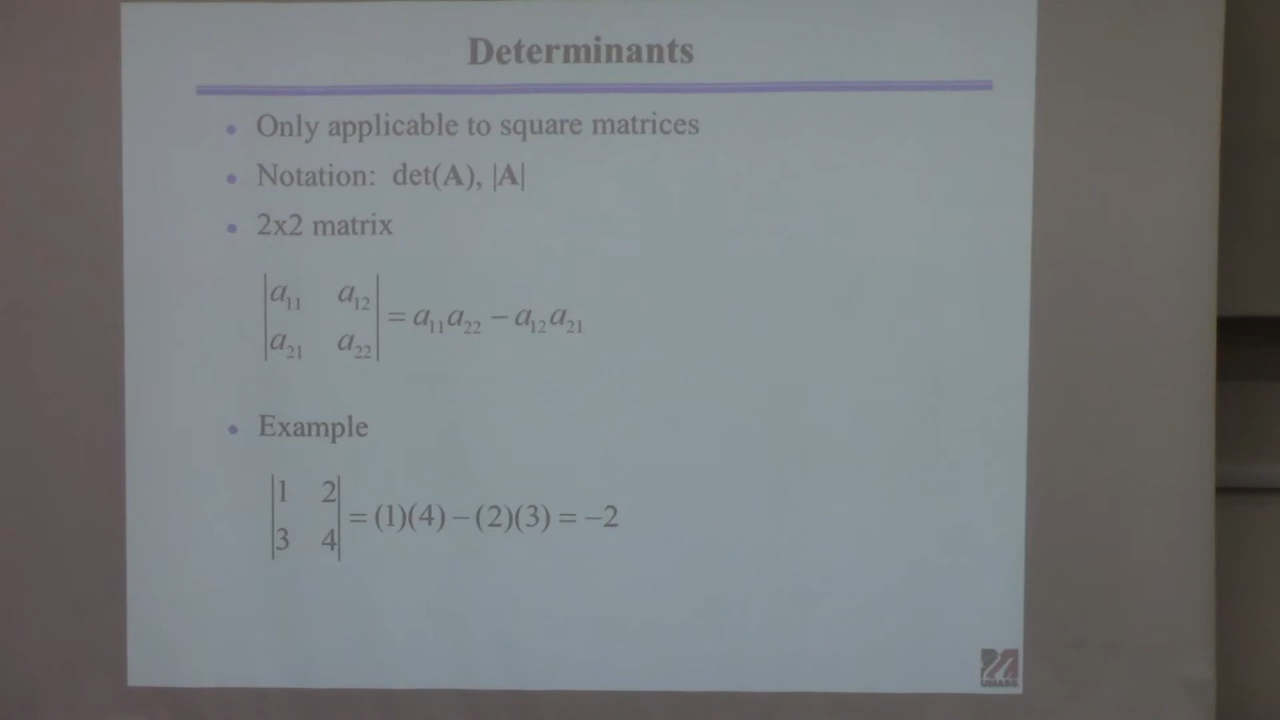 Determinants
• Only applicable to square matrices
• Notation: det(A), |A|
• 2x2 matrix
|a₁₁ a₁₂|
|a₂₁ a₂₂| = a₁₁a₂₂ − a₁₂a₂₁
• Example
|1 2|
|3 4| = (1)(4) − (2)(3) = −2
UMASS